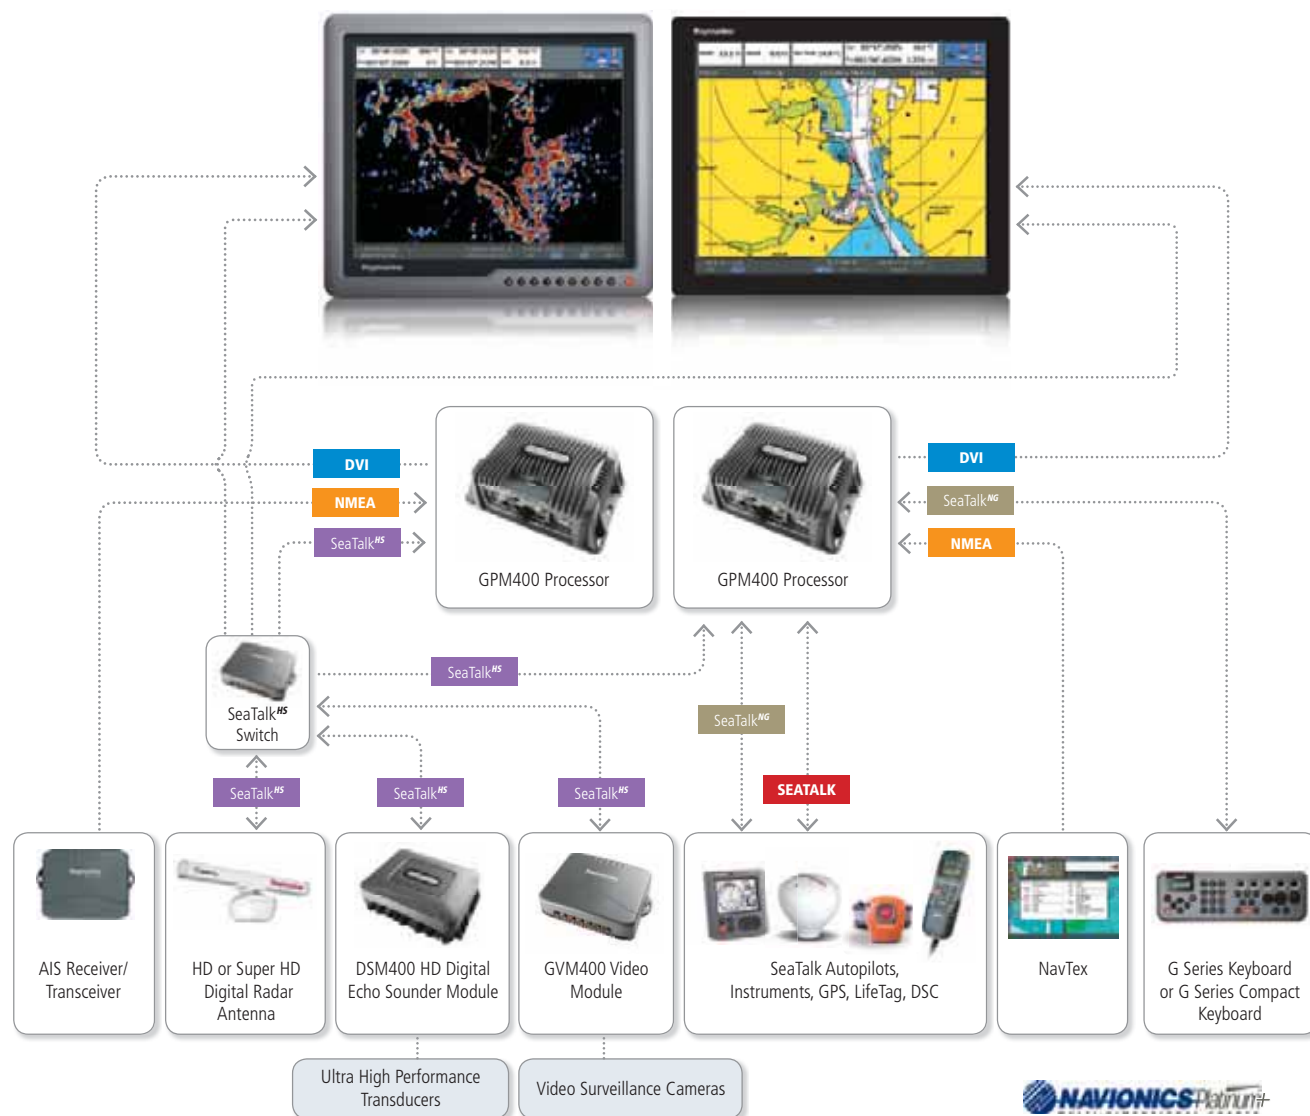 Raymarine
Raymarine
DVI
NMEA
SeaTalkHS
DVI
SeaTalkNG
NMEA
GPM400 Processor
GPM400 Processor
SeaTalkHS
Switch
SeaTalkHS
SeaTalkNG
SeaTalkHS
SeaTalkHS
SeaTalkHS
SEATALK
AIS Receiver/
Transceiver
HD or Super HD
Digital Radar
Antenna
DSM400 HD Digital
Echo Sounder Module
GVM400 Video
Module
SeaTalk Autopilots,
Instruments, GPS, LifeTag, DSC
NavTex
G Series Keyboard
or G Series Compact
Keyboard
Ultra High Performance
Transducers
Video Surveillance Cameras
NAVIONICS Platinum+